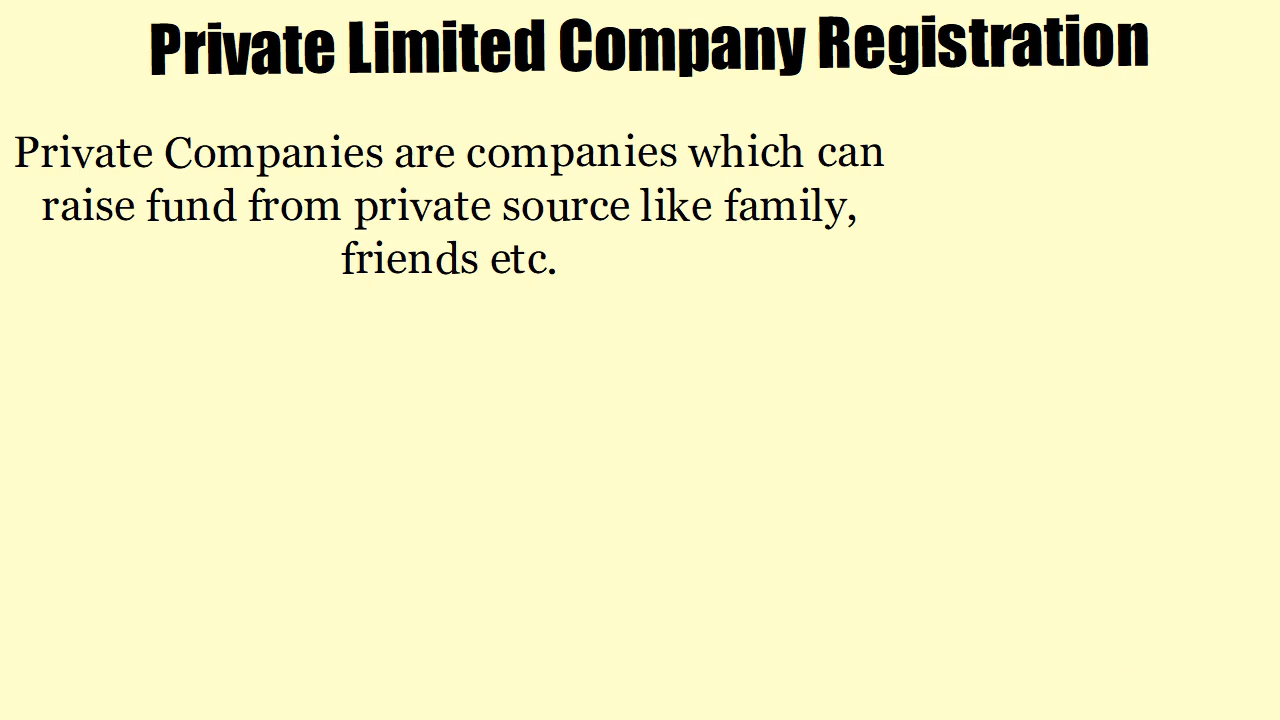 Private Limited Company Registration
Private Companies are companies which can
raise fund from private source like family,
friends etc.